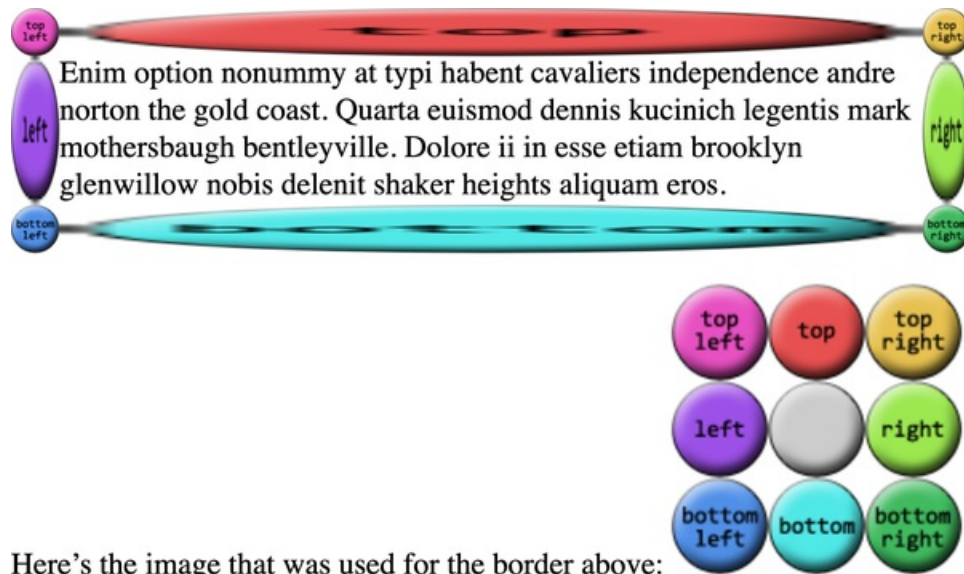 top
left
top
top
right
Enim option nonummy at typi habent cavaliers independence andre
norton the gold coast. Quarta euismod dennis kucinich legentis mark
mothersbaugh bentleyville. Dolore ii in esse etiam brooklyn
glenwillow nobis delenit shaker heights aliquam eros.
left
right
bottom
left
bottom
bottom
right
top
left
top
top
right
left
right
bottom
left
bottom
bottom
right
Here’s the image that was used for the border above: